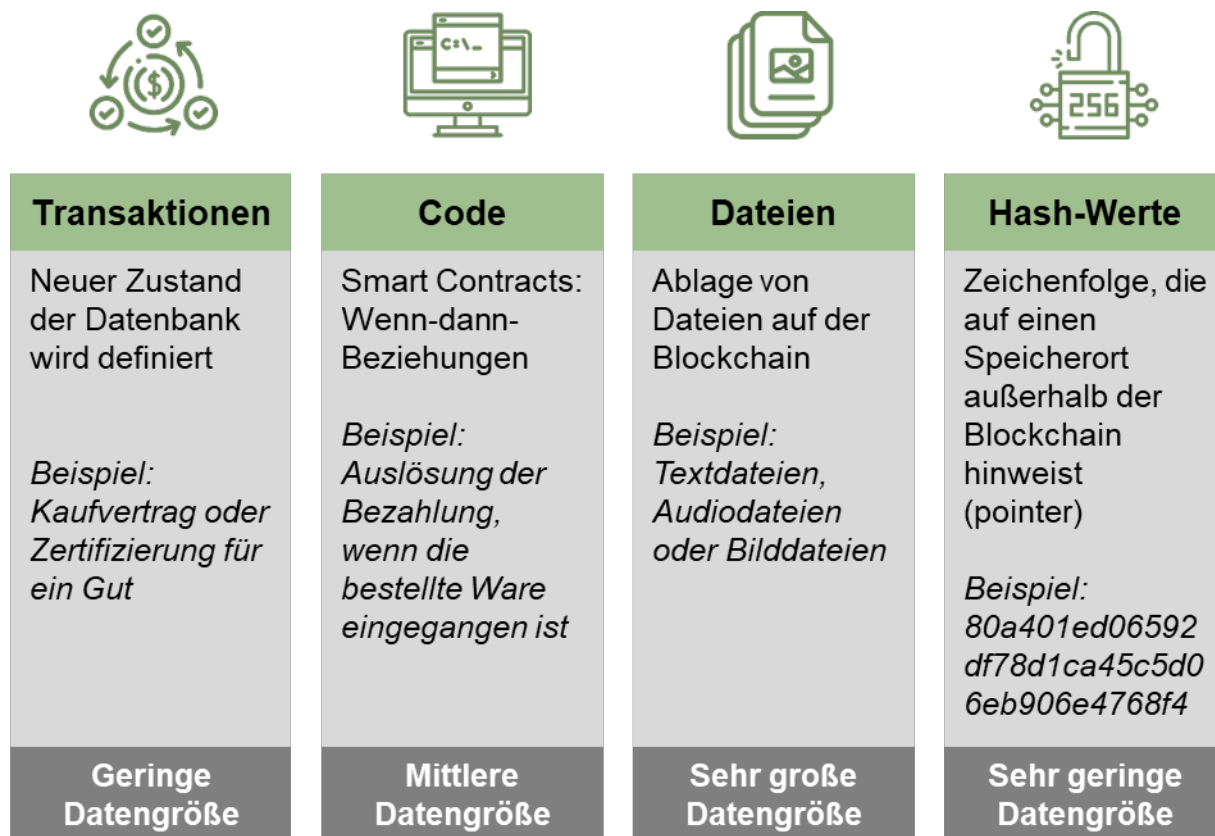 C:\_
256
Transaktionen
Neuer Zustand
der Datenbank
wird definiert
Beispiel:
Kaufvertrag oder
Zertifizierung für
ein Gut
Geringe
Datengröße
Code
Smart Contracts:
Wenn-dann-
Beziehungen
Beispiel:
Auslösung der
Bezahlung,
wenn die
bestellte Ware
eingegangen ist
Mittlere
Datengröße
Dateien
Ablage von
Dateien auf der
Blockchain
Beispiel:
Textdateien,
Audiodateien
oder Bilddateien
Sehr große
Datengröße
Hash-Werte
Zeichenfolge, die
auf einen
Speicherort
außerhalb der
Blockchain
hinweist
(pointer)
Beispiel:
80a401ed06592
df78d1ca45c5d0
6eb906e4768f4
Sehr geringe
Datengröße